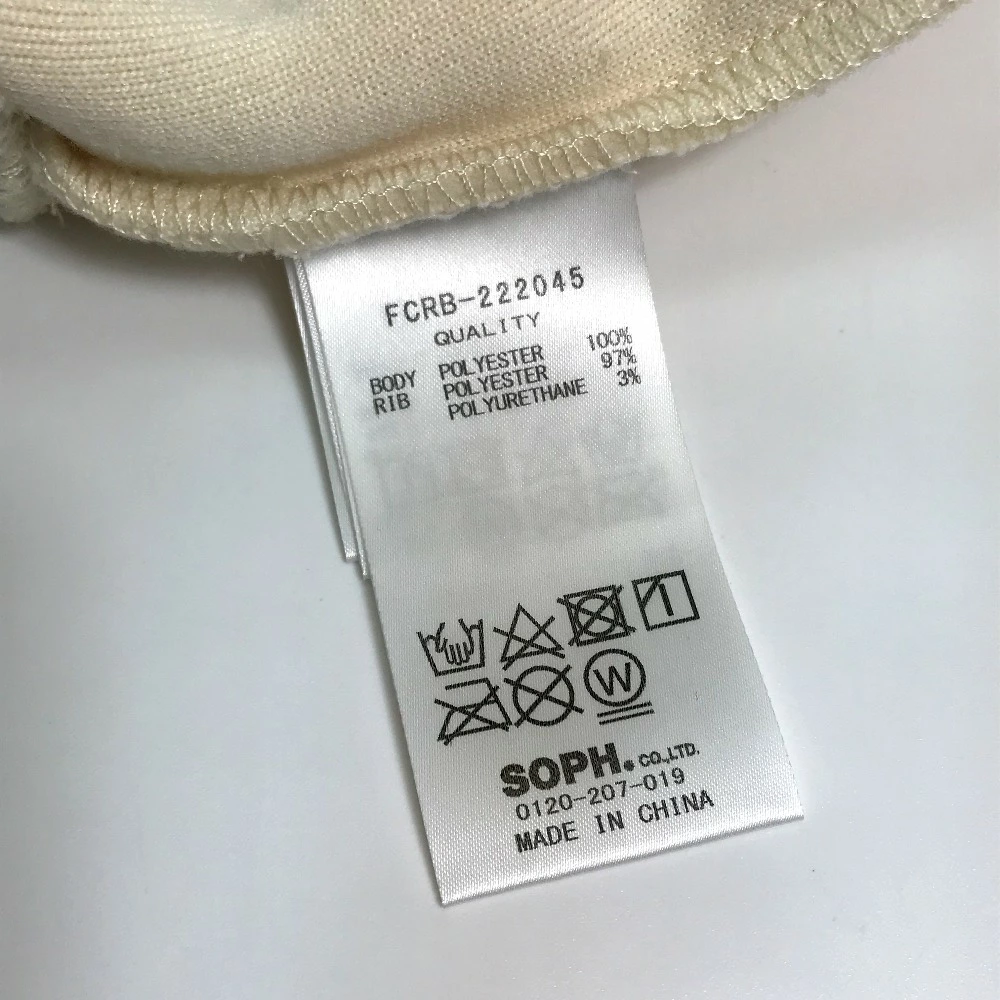 FCRB-222045
QUALITY
BODY POLYESTER 100%
RIB POLYESTER 97%
POLYURETHANE 3%
W
SOPH. CO.,LTD.
0120-207-019
MADE IN CHINA